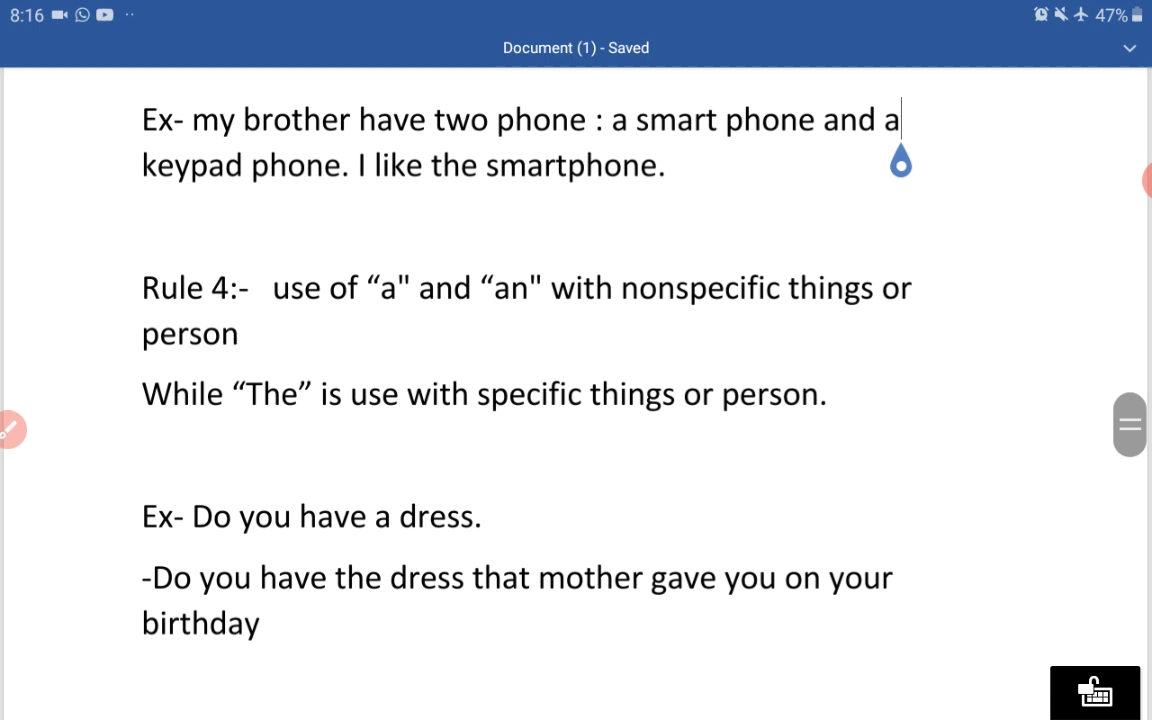 8:16
47%
Document (1) - Saved
Ex- my brother have two phone : a smart phone and a
keypad phone. I like the smartphone.
Rule 4:-   use of “a" and “an" with nonspecific things or
person
While “The” is use with specific things or person.
Ex- Do you have a dress.
-Do you have the dress that mother gave you on your
birthday